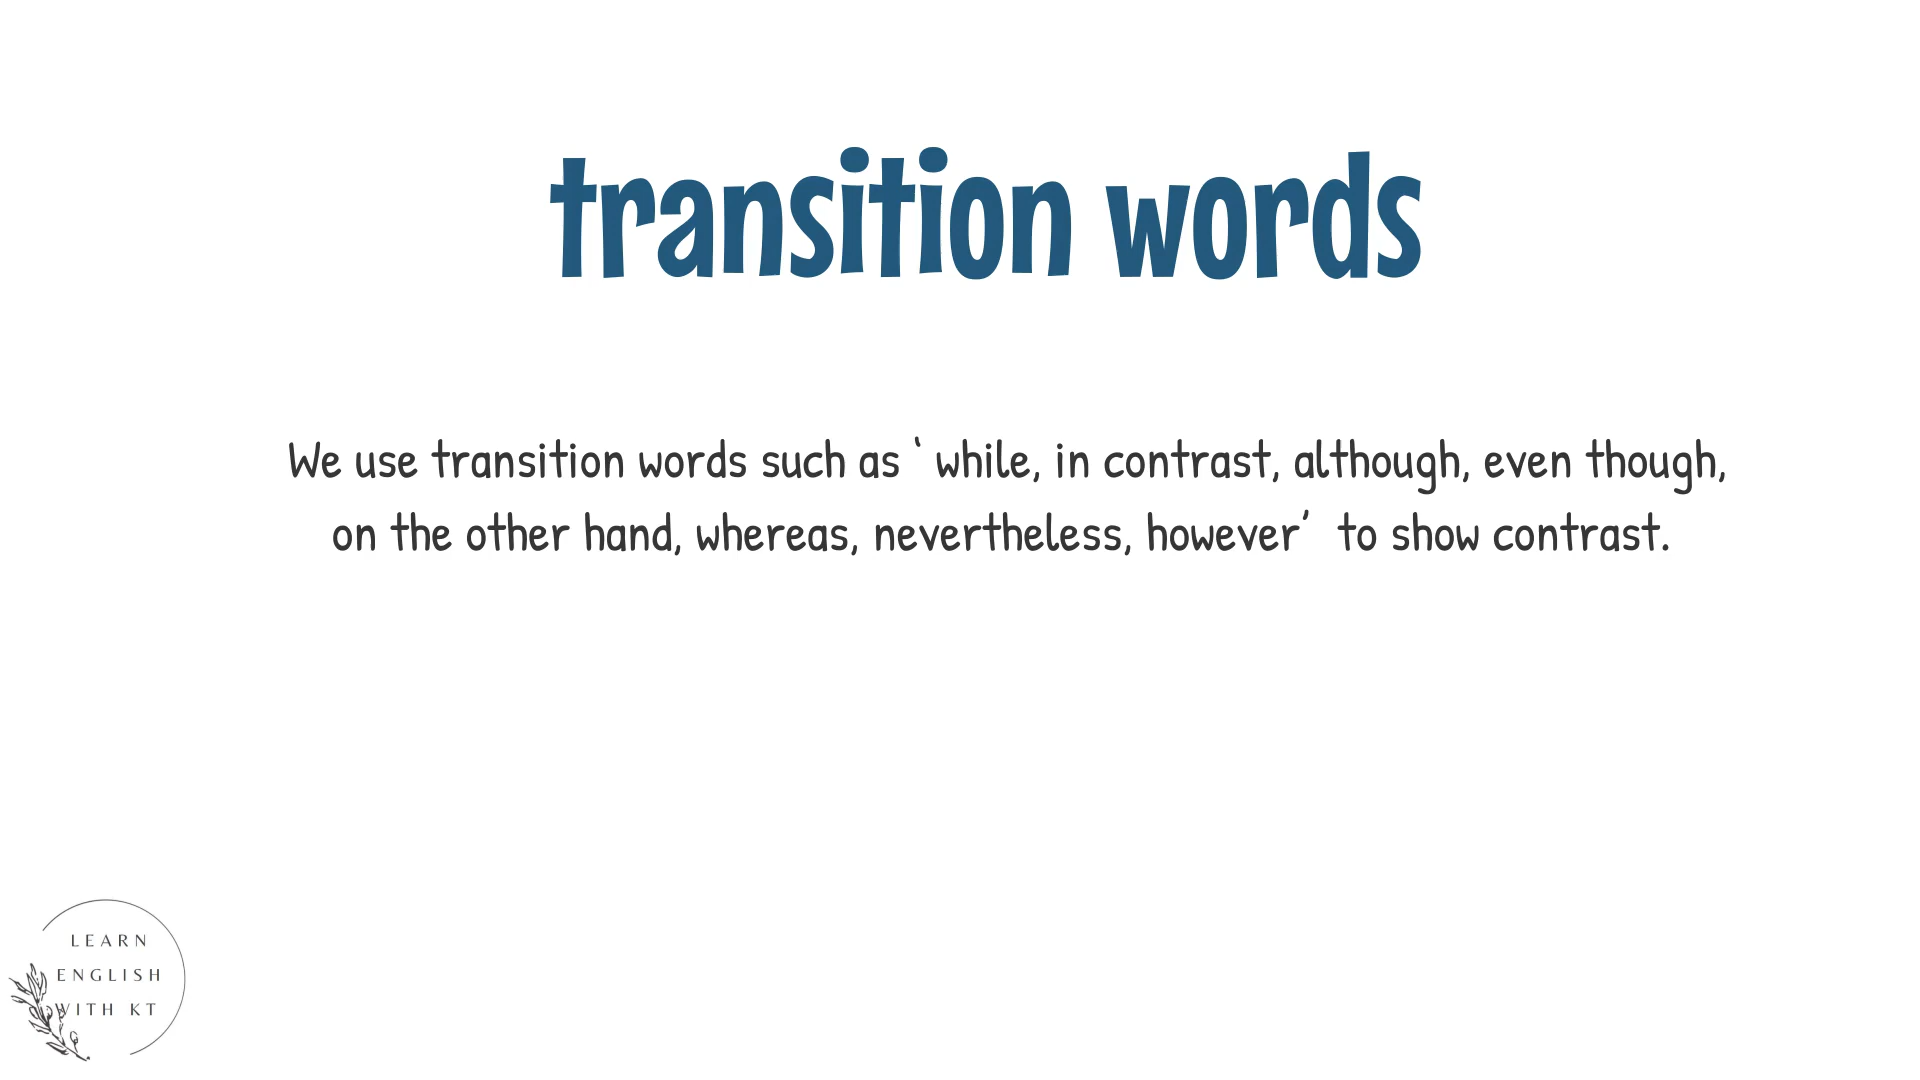 transition words
We use transition words such as ‘ while, in contrast, although, even though,
on the other hand, whereas, nevertheless, however’ to show contrast.
LEARN
ENGLISH
WITH KT